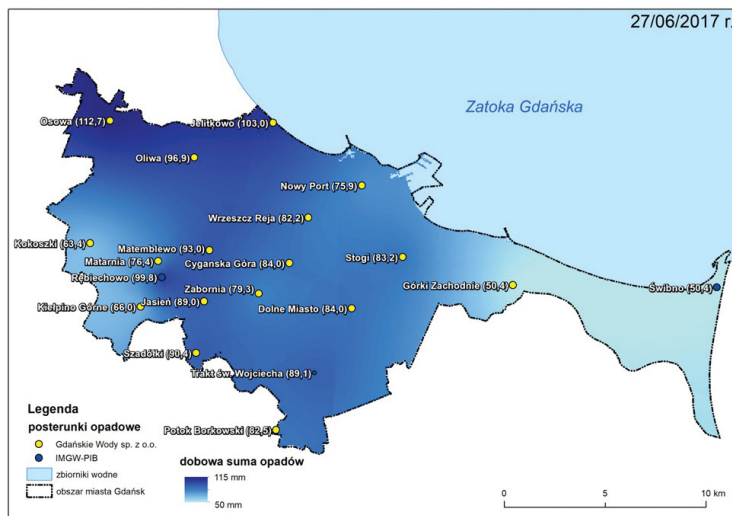 27/06/2017 r.
Zatoka Gdańska
Osowa (112,7)
Jelitkowo (103,0)
Oliwa (96,9)
Nowy Port (75,9)
Wrzeszcz Reja (82,2)
Kokoszki (63,4)
Matemblewo (93,0)
Matarnia (76,4)
Cyganska Góra (84,0)
Stogi (83,2)
Rębiechowo (99,8)
Górki Zachodnie (50,4)
Świbno (50,4)
Zabornia (79,3)
Jasień (89,0)
Kiełpino Górne (66,0)
Dolne Miasto (84,0)
Szadółki (90,4)
Trakt św. Wojciecha (89,1)
Potok Borkowski (82,5)
Legenda
posterunki opadowe
Gdańskie Wody sp. z o.o.
IMGW-PIB
zbiorniki wodne
obszar miasta Gdańsk
dobowa suma opadów
115 mm
50 mm
0 5 10 km